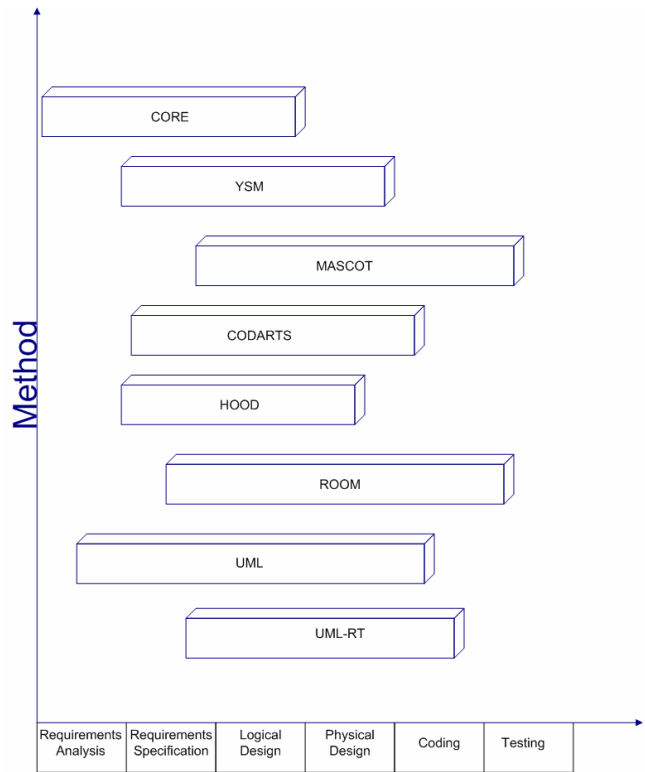 CORE
YSM
MASCOT
CODARTS
HOOD
ROOM
UML
UML-RT
Method
Requirements
Analysis
Requirements
Specification
Logical
Design
Physical
Design
Coding
Testing